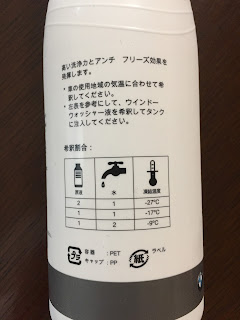 高い洗浄力とアンチ フリーズ効果を
発揮します。
・車の使用地域の気温に合わせて希
釈してください。
・左表を参考にして、ウインドー
ウォッシャー液を希釈してタンク
に注入してください。
希釈割合：
原液 水 凍結温度
2 1 -27℃
1 1 -17℃
1 2 -9℃
プラ 容器 : PET
キャップ : PP
紙 ラベル